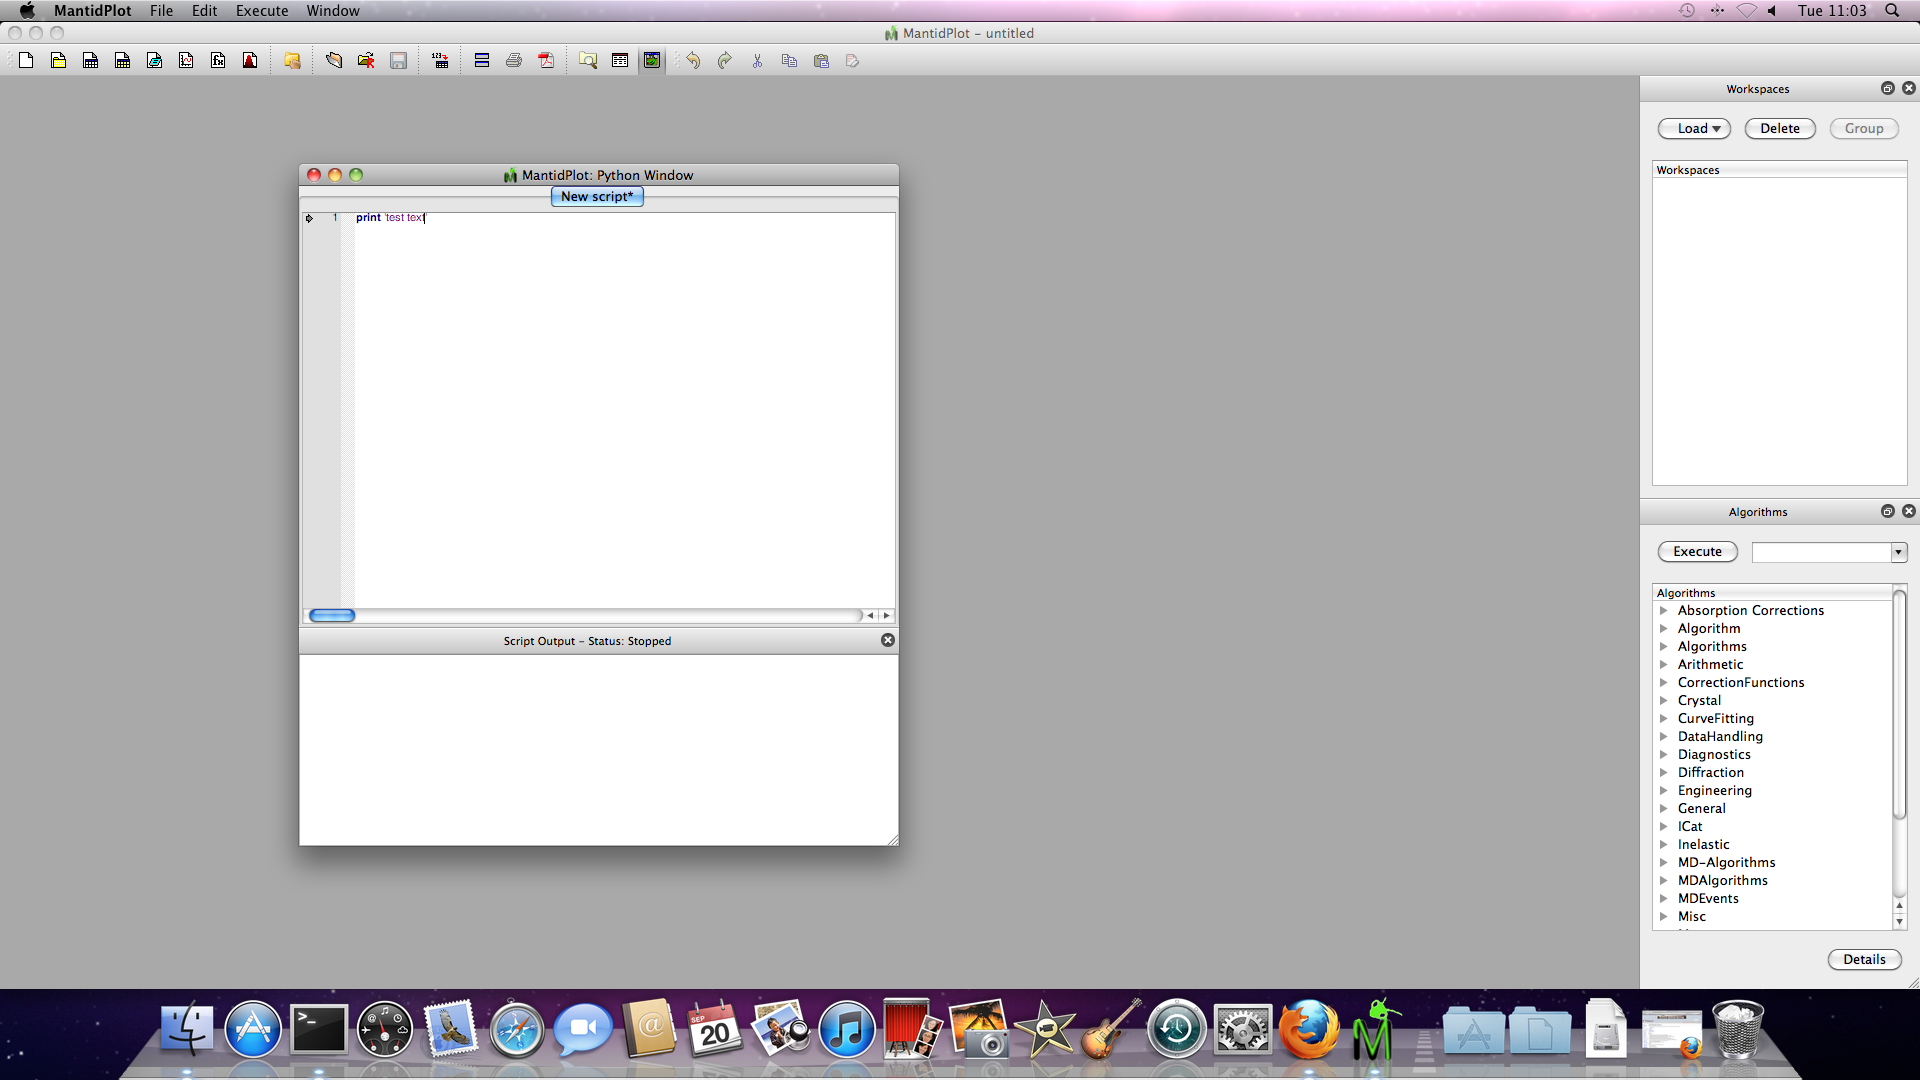 MantidPlot File Edit Execute Window Tue 11:03
MantidPlot – untitled
Workspaces
Load Delete Group
Workspaces
MantidPlot: Python Window
New script*
1 print 'test text'
Script Output – Status: Stopped
Algorithms
Execute
Algorithms
Absorption Corrections
Algorithm
Algorithms
Arithmetic
CorrectionFunctions
Crystal
CurveFitting
DataHandling
Diagnostics
Diffraction
Engineering
General
ICat
Inelastic
MD-Algorithms
MDAlgorithms
MDEvents
Misc
Details
SEP
20